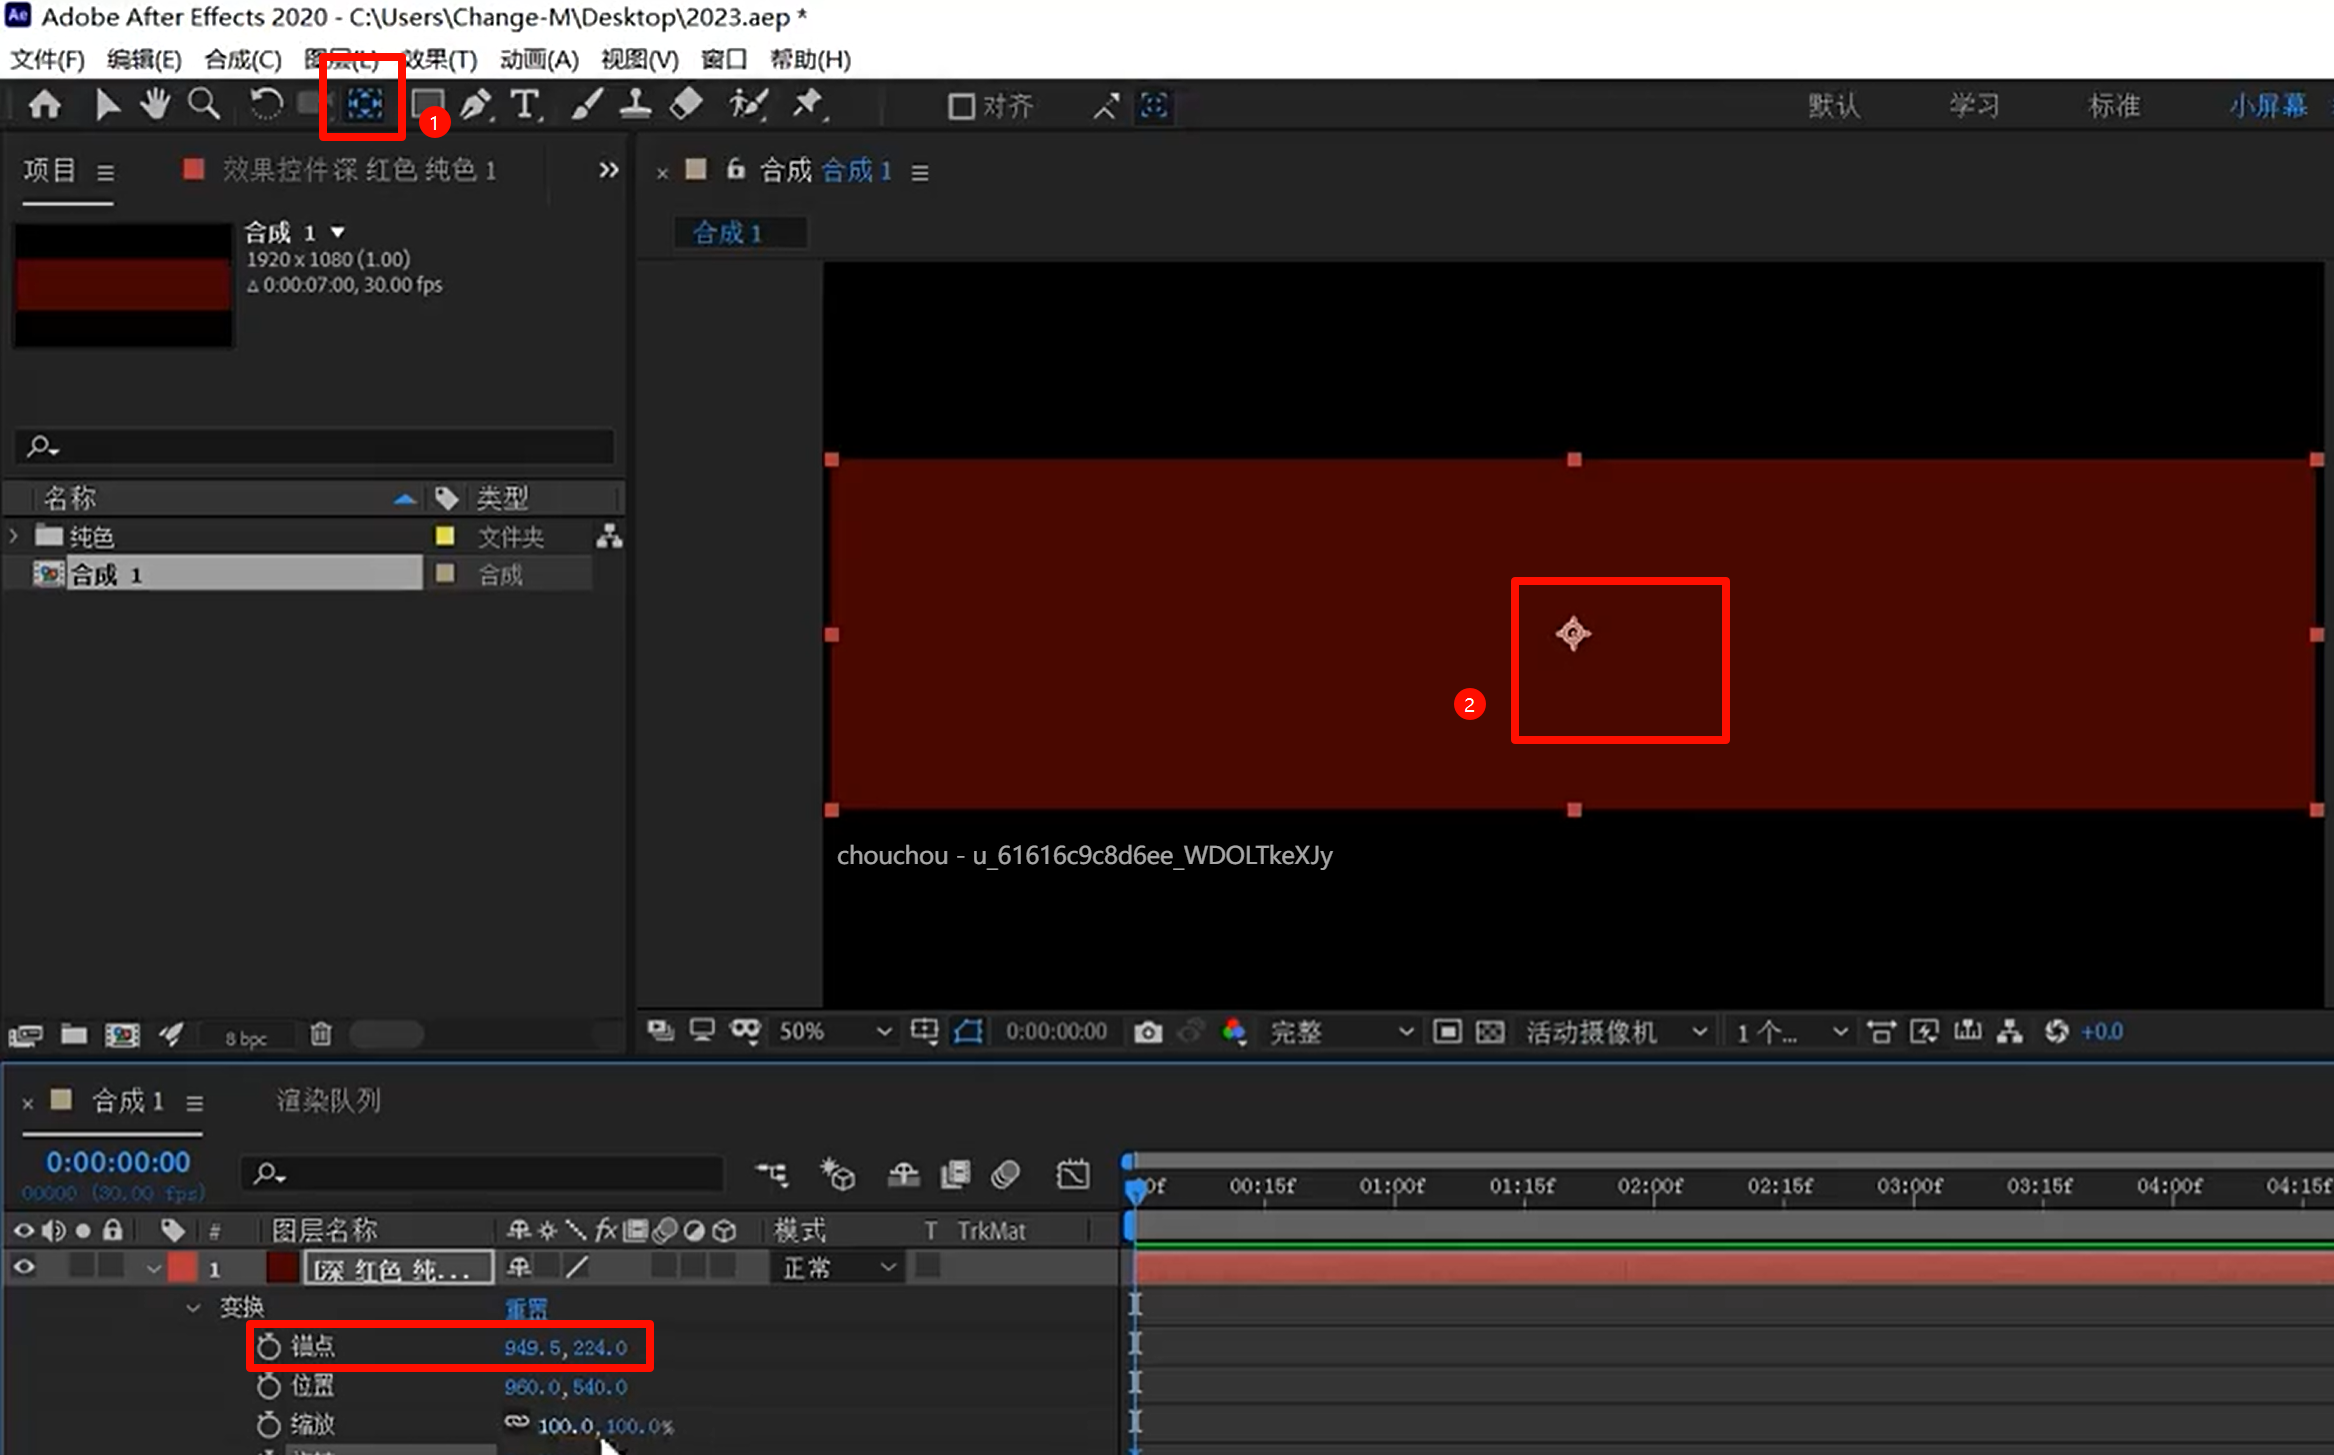 Ae Adobe After Effects 2020 - C:\Users\Change-M\Desktop\2023.aep *
文件(F) 编辑(E) 合成(C) 图层(L) 效果(T) 动画(A) 视图(V) 窗口 帮助(H)
T 对齐 默认 学习 标准 小屏幕
1
项目 效果控件深 红色 纯色 1 合成 合成 1
合成 1
1920 x 1080 (1.00)
Δ 0:00:07:00, 30.00 fps
合成 1
名称 类型
纯色 文件夹
合成 1 合成
2
chouchou - u_61616c9c8d6ee_WDOLTkeXJy
8 bpc
50% 0:00:00:00 完整 活动摄像机 1 个... +0.0
合成 1 渲染队列
0:00:00:00
00000 (30.00 fps)
00f 00:15f 01:00f 01:15f 02:00f 02:15f 03:00f 03:15f 04:00f 04:15f
# 图层名称 fx 模式 T TrkMat
1 [深 红色 纯... 正常
变换 重置
锚点 949.5,224.0
位置 960.0,540.0
缩放 100.0,100.0%